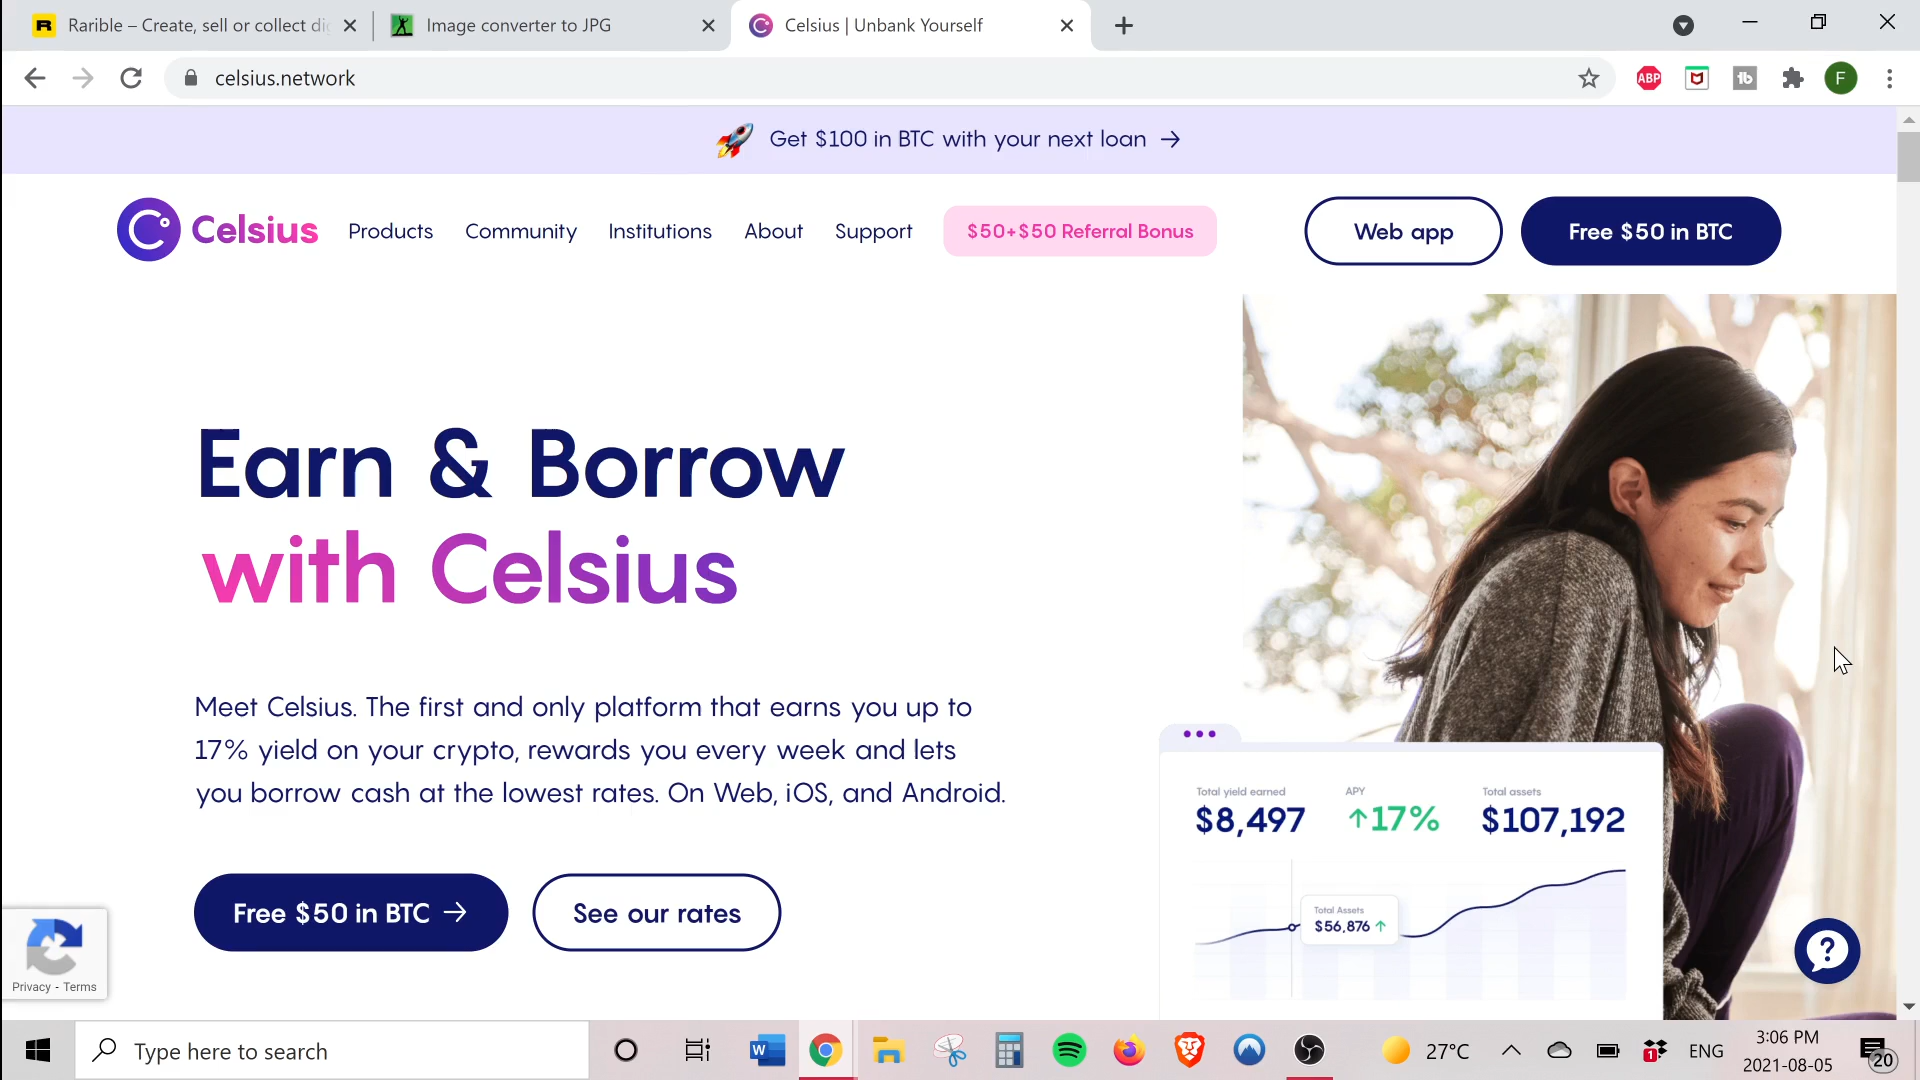 Rarible – Create, sell or collect di
Image converter to JPG
Celsius | Unbank Yourself
celsius.network
ABP
F
Get $100 in BTC with your next loan →
Celsius
Products
Community
Institutions
About
Support
$50+$50 Referral Bonus
Web app
Free $50 in BTC
Earn & Borrow
with Celsius
Meet Celsius. The first and only platform that earns you up to
17% yield on your crypto, rewards you every week and lets
you borrow cash at the lowest rates. On Web, iOS, and Android.
Free $50 in BTC →
See our rates
Total yield earned
$8,497
APY
↑17%
Total assets
$107,192
Total Assets
$56,876 ↑
Privacy - Terms
Type here to search
27°C
ENG
3:06 PM
2021-08-05
20